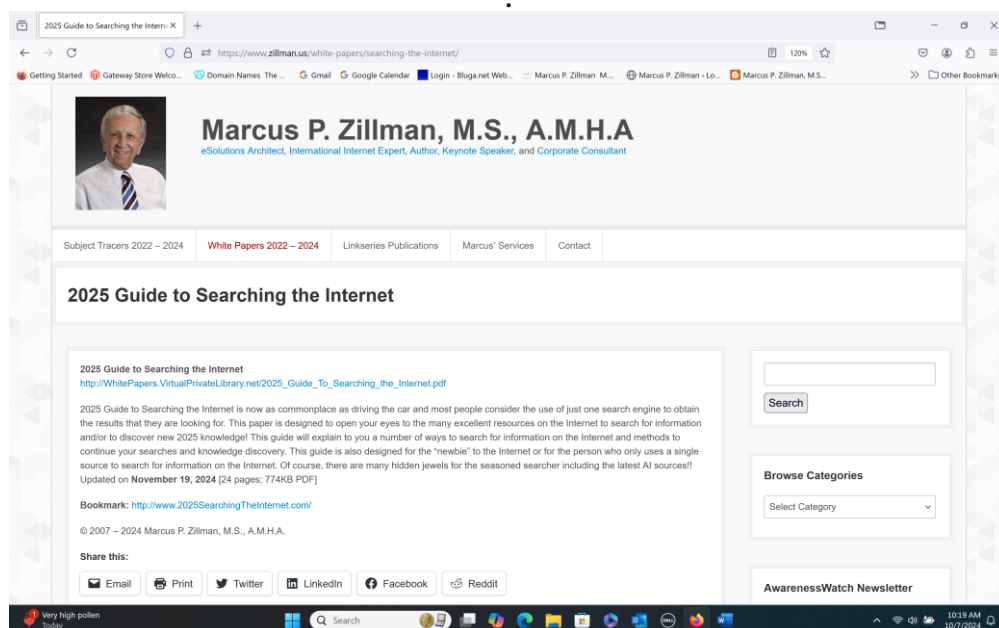 2025 Guide to Searching the Intern
https://www.zillman.us/white-papers/searching-the-internet/
120%
Getting Started
Gateway Store Welco...
Domain Names The ...
Gmail
Google Calendar
Login - Bluga.net Web...
Marcus P. Zillman M...
Marcus P. Zillman ‹ Lo...
Marcus P. Zillman, M.S...
Other Bookmarks
Marcus P. Zillman, M.S., A.M.H.A
eSolutions Architect, International Internet Expert, Author, Keynote Speaker, and Corporate Consultant
Subject Tracers 2022 – 2024
White Papers 2022 – 2024
Linkseries Publications
Marcus' Services
Contact
2025 Guide to Searching the Internet
2025 Guide to Searching the Internet
http://WhitePapers.VirtualPrivateLibrary.net/2025_Guide_To_Searching_the_Internet.pdf
2025 Guide to Searching the Internet is now as commonplace as driving the car and most people consider the use of just one search engine to obtain
the results that they are looking for. This paper is designed to open your eyes to the many excellent resources on the Internet to search for information
and/or to discover new 2025 knowledge! This guide will explain to you a number of ways to search for information on the Internet and methods to
continue your searches and knowledge discovery. This guide is also designed for the “newbie” to the Internet or for the person who only uses a single
source to search for information on the Internet. Of course, there are many hidden jewels for the seasoned searcher including the latest AI sources!!
Updated on November 19, 2024 [24 pages; 774KB PDF]
Bookmark: http://www.2025SearchingTheInternet.com/
© 2007 – 2024 Marcus P. Zillman, M.S., A.M.H.A.
Share this:
Email
Print
Twitter
LinkedIn
Facebook
Reddit
Search
Browse Categories
Select Category
AwarenessWatch Newsletter
1
Very high pollen
Today
Search
DELL
10:19 AM
10/7/2024